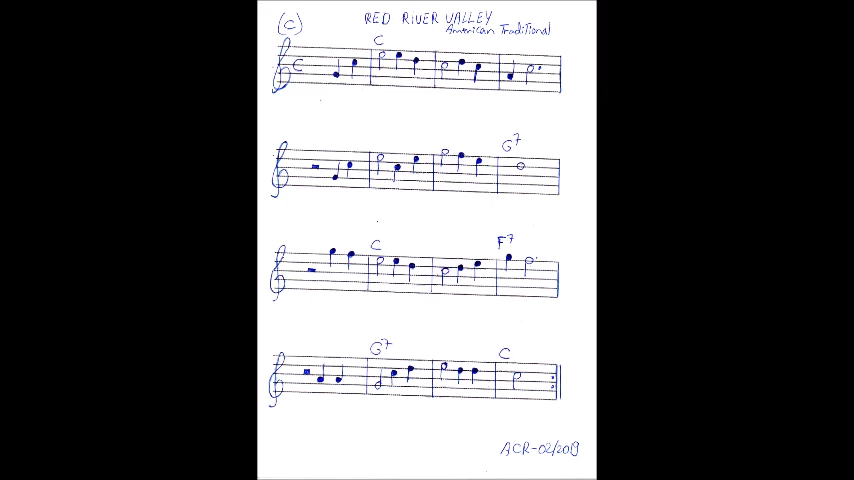 (C) RED RIVER VALLEY
American Traditional
C
C
G7
C F7
G7 C
ACR-02/2019